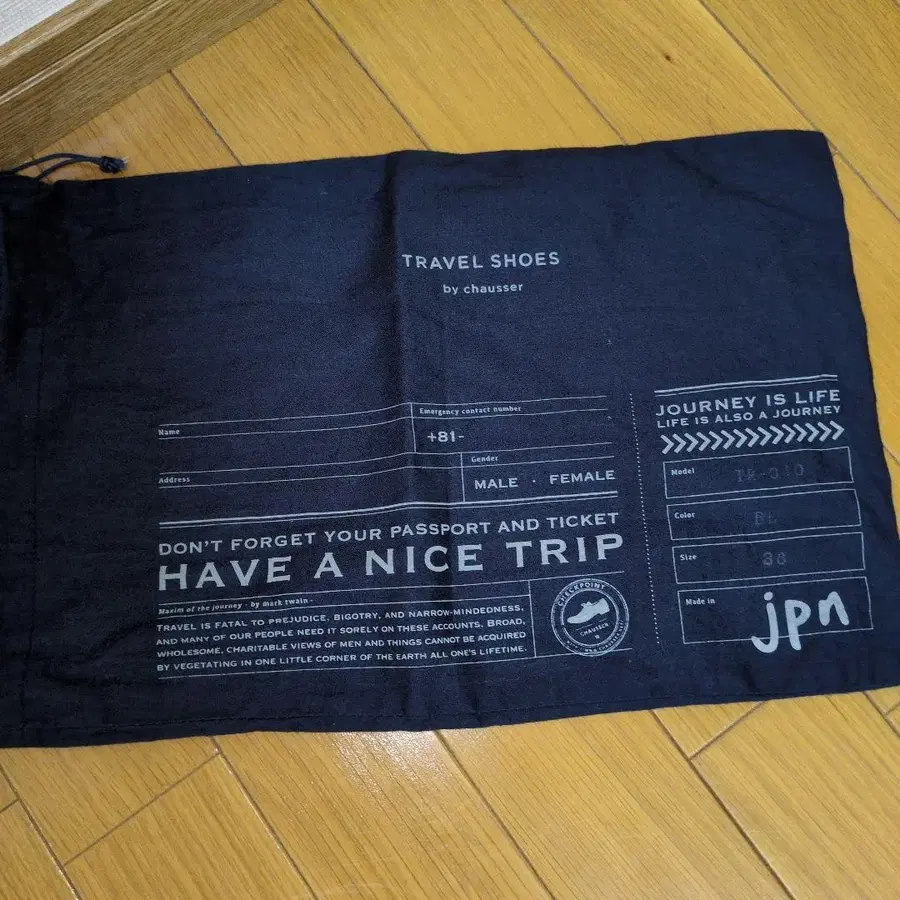 TRAVEL SHOES
by chausser
Name
Emergency contact number
+81-
Address
Gender
MALE · FEMALE
DON'T FORGET YOUR PASSPORT AND TICKET
HAVE A NICE TRIP
Maxim of the journey - by mark twain -
TRAVEL IS FATAL TO PREJUDICE, BIGOTRY, AND NARROW-MINDEDNESS,
AND MANY OF OUR PEOPLE NEED IT SORELY ON THESE ACCOUNTS. BROAD,
WHOLESOME, CHARITABLE VIEWS OF MEN AND THINGS CANNOT BE ACQUIRED
BY VEGETATING IN ONE LITTLE CORNER OF THE EARTH ALL ONE'S LIFETIME.
CHECKPOINT
CHAUSSER
JOURNEY IS LIFE
LIFE IS ALSO A JOURNEY
Model
Color
Size
Made in
jpn